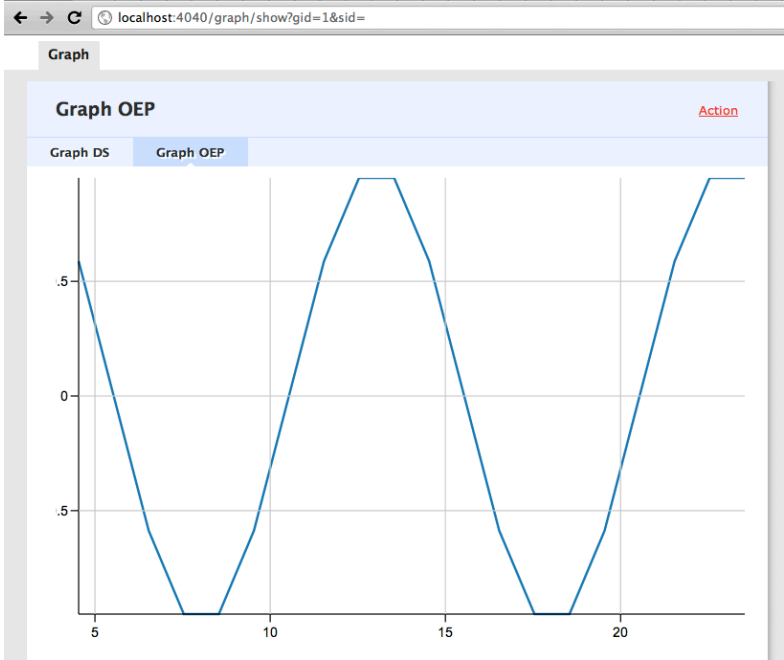 localhost:4040/graph/show?gid=1&sid=
Graph
Graph OEP
Action
Graph DS
Graph OEP
.5
0
.5
5
10
15
20